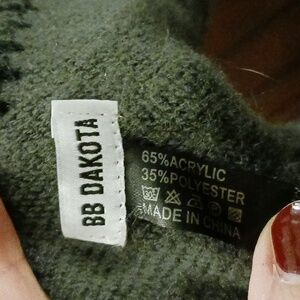 BB DAKOTA
65%ACRYLIC
35%POLYESTER
MADE IN CHINA